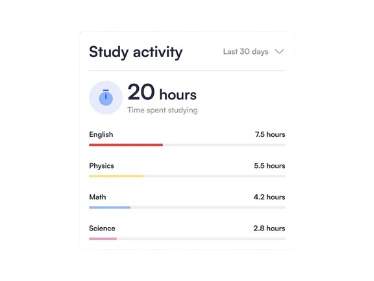 Study activity
Last 30 days
20 hours
Time spent studying
English 7.5 hours
Physics 5.5 hours
Math 4.2 hours
Science 2.8 hours